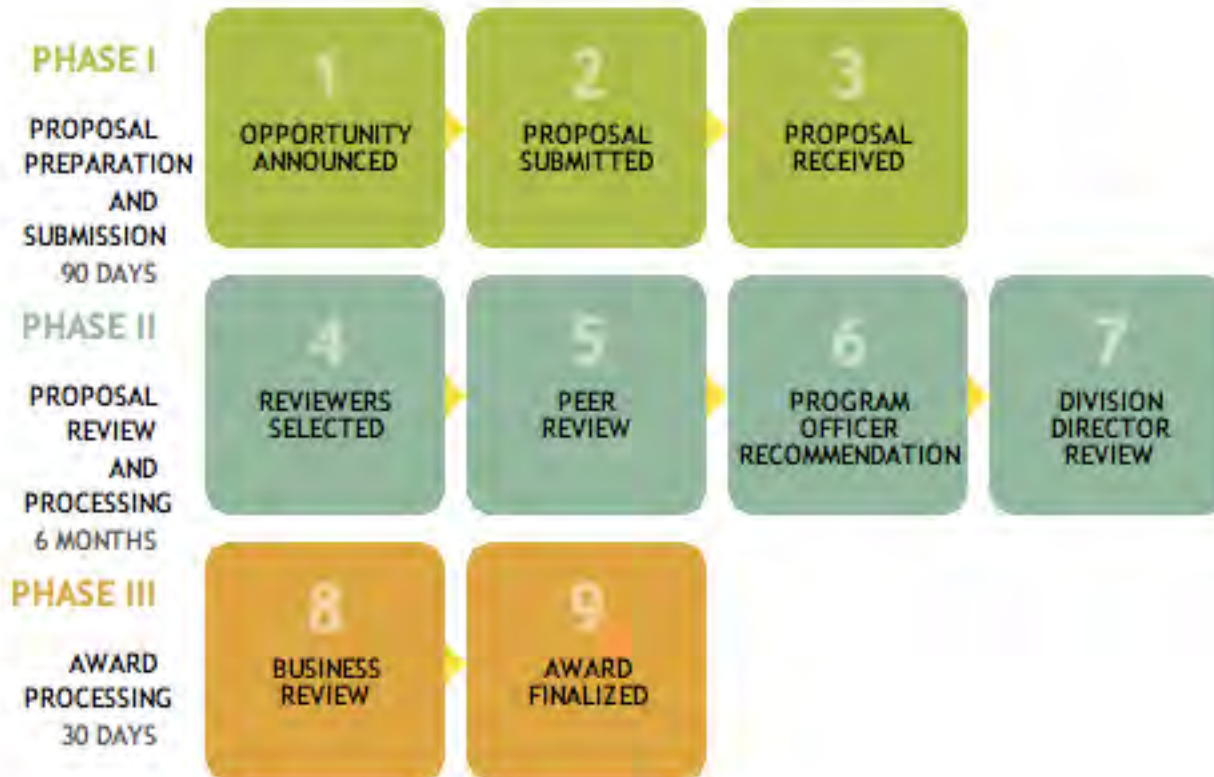 PHASE I
PROPOSAL
PREPARATION
AND
SUBMISSION
90 DAYS
1
OPPORTUNITY
ANNOUNCED
2
PROPOSAL
SUBMITTED
3
PROPOSAL
RECEIVED
PHASE II
PROPOSAL
REVIEW
AND
PROCESSING
6 MONTHS
4
REVIEWERS
SELECTED
5
PEER
REVIEW
6
PROGRAM
OFFICER
RECOMMENDATION
7
DIVISION
DIRECTOR
REVIEW
PHASE III
AWARD
PROCESSING
30 DAYS
8
BUSINESS
REVIEW
9
AWARD
FINALIZED